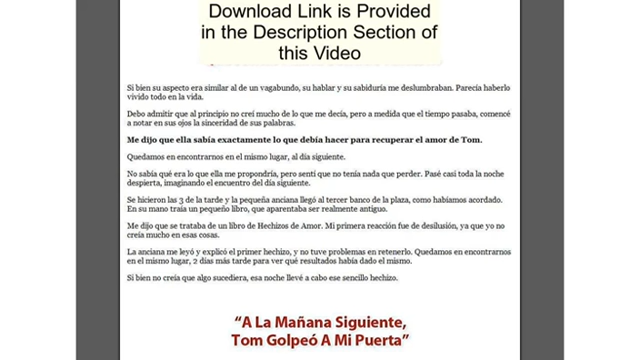 Download Link is Provided
in the Description Section of
this Video
Si bien su aspecto era similar al de un vagabundo, su hablar y su sabiduría me deslumbraban. Parecía haberlo
vivido todo en la vida.
Debo admitir que al principio no creí mucho de lo que me decía, pero a medida que el tiempo pasaba, comencé
a notar en sus ojos la sinceridad de sus palabras.
Me dijo que ella sabía exactamente lo que debía hacer para recuperar el amor de Tom.
Quedamos en encontrarnos en el mismo lugar, al día siguiente.
No sabía qué era lo que ella me propondría, pero sentí que no tenía nada que perder. Pasé casi toda la noche
despierta, imaginando el encuentro del día siguiente.
Se hicieron las 3 de la tarde y la pequeña anciana llegó al tercer banco de la plaza, como habíamos acordado.
En su mano traía un pequeño libro, que aparentaba ser realmente antiguo.
Me dijo que se trataba de un libro de Hechizos de Amor. Mi primera reacción fue de desilusión, ya que yo no
creía mucho en esas cosas.
La anciana me leyó y explicó el primer hechizo, y no tuve problemas en retenerlo. Quedamos en encontrarnos
en el mismo lugar, 2 días más tarde para ver qué resultados había dado el mismo.
Si bien no creía que algo sucediera, esa noche llevé a cabo ese sencillo hechizo.
“A La Mañana Siguiente,
Tom Golpeó A Mi Puerta”